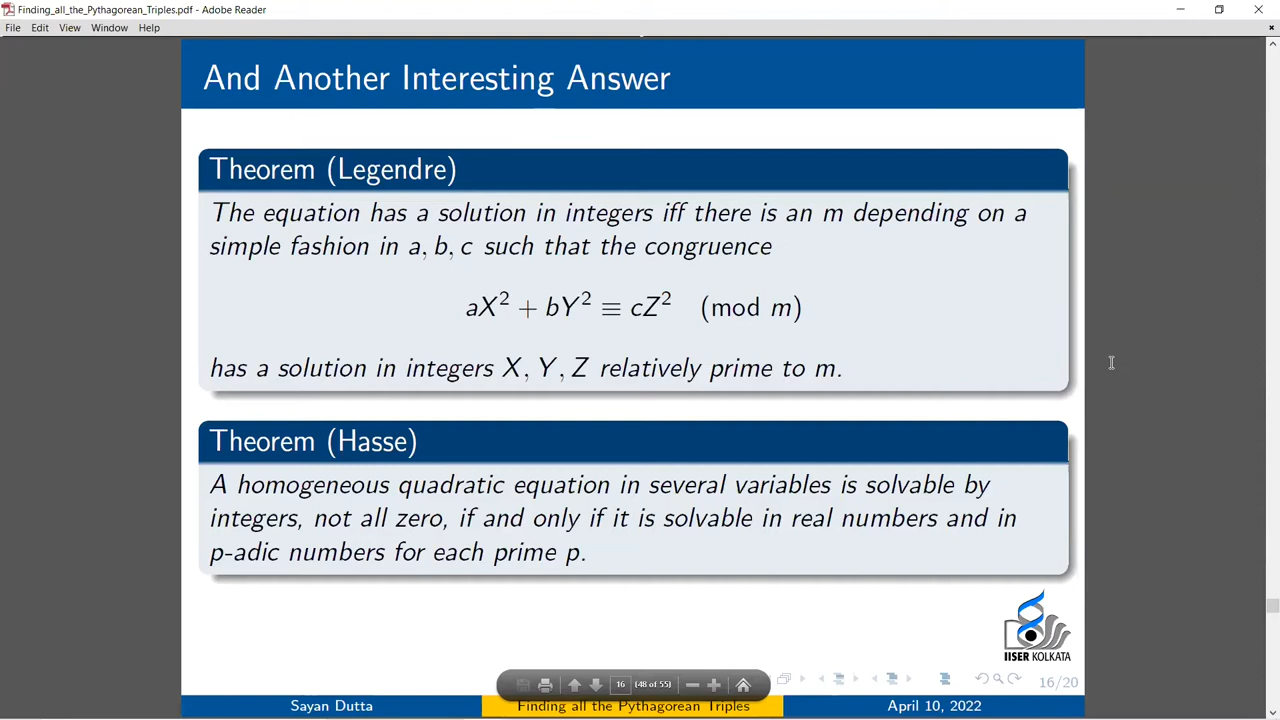 Finding_all_the_Pythagorean_Triples.pdf - Adobe Reader
File Edit View Window Help
And Another Interesting Answer
Theorem (Legendre)
The equation has a solution in integers iff there is an m depending on a
simple fashion in a, b, c such that the congruence
aX² + bY² ≡ cZ² (mod m)
has a solution in integers X, Y, Z relatively prime to m.
Theorem (Hasse)
A homogeneous quadratic equation in several variables is solvable by
integers, not all zero, if and only if it is solvable in real numbers and in
p-adic numbers for each prime p.
IISER KOLKATA
16 (48 of 55)
16/20
Sayan Dutta Finding all the Pythagorean Triples April 10, 2022